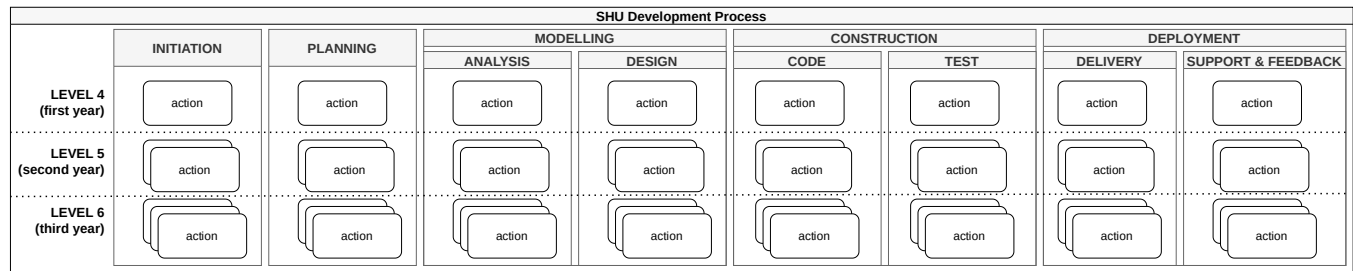 SHU Development Process
INITIATION
PLANNING
MODELLING
CONSTRUCTION
DEPLOYMENT
ANALYSIS
DESIGN
CODE
TEST
DELIVERY
SUPPORT & FEEDBACK
LEVEL 4
(first year)
action
action
action
action
action
action
action
action
LEVEL 5
(second year)
action
action
action
action
action
action
action
action
LEVEL 6
(third year)
action
action
action
action
action
action
action
action